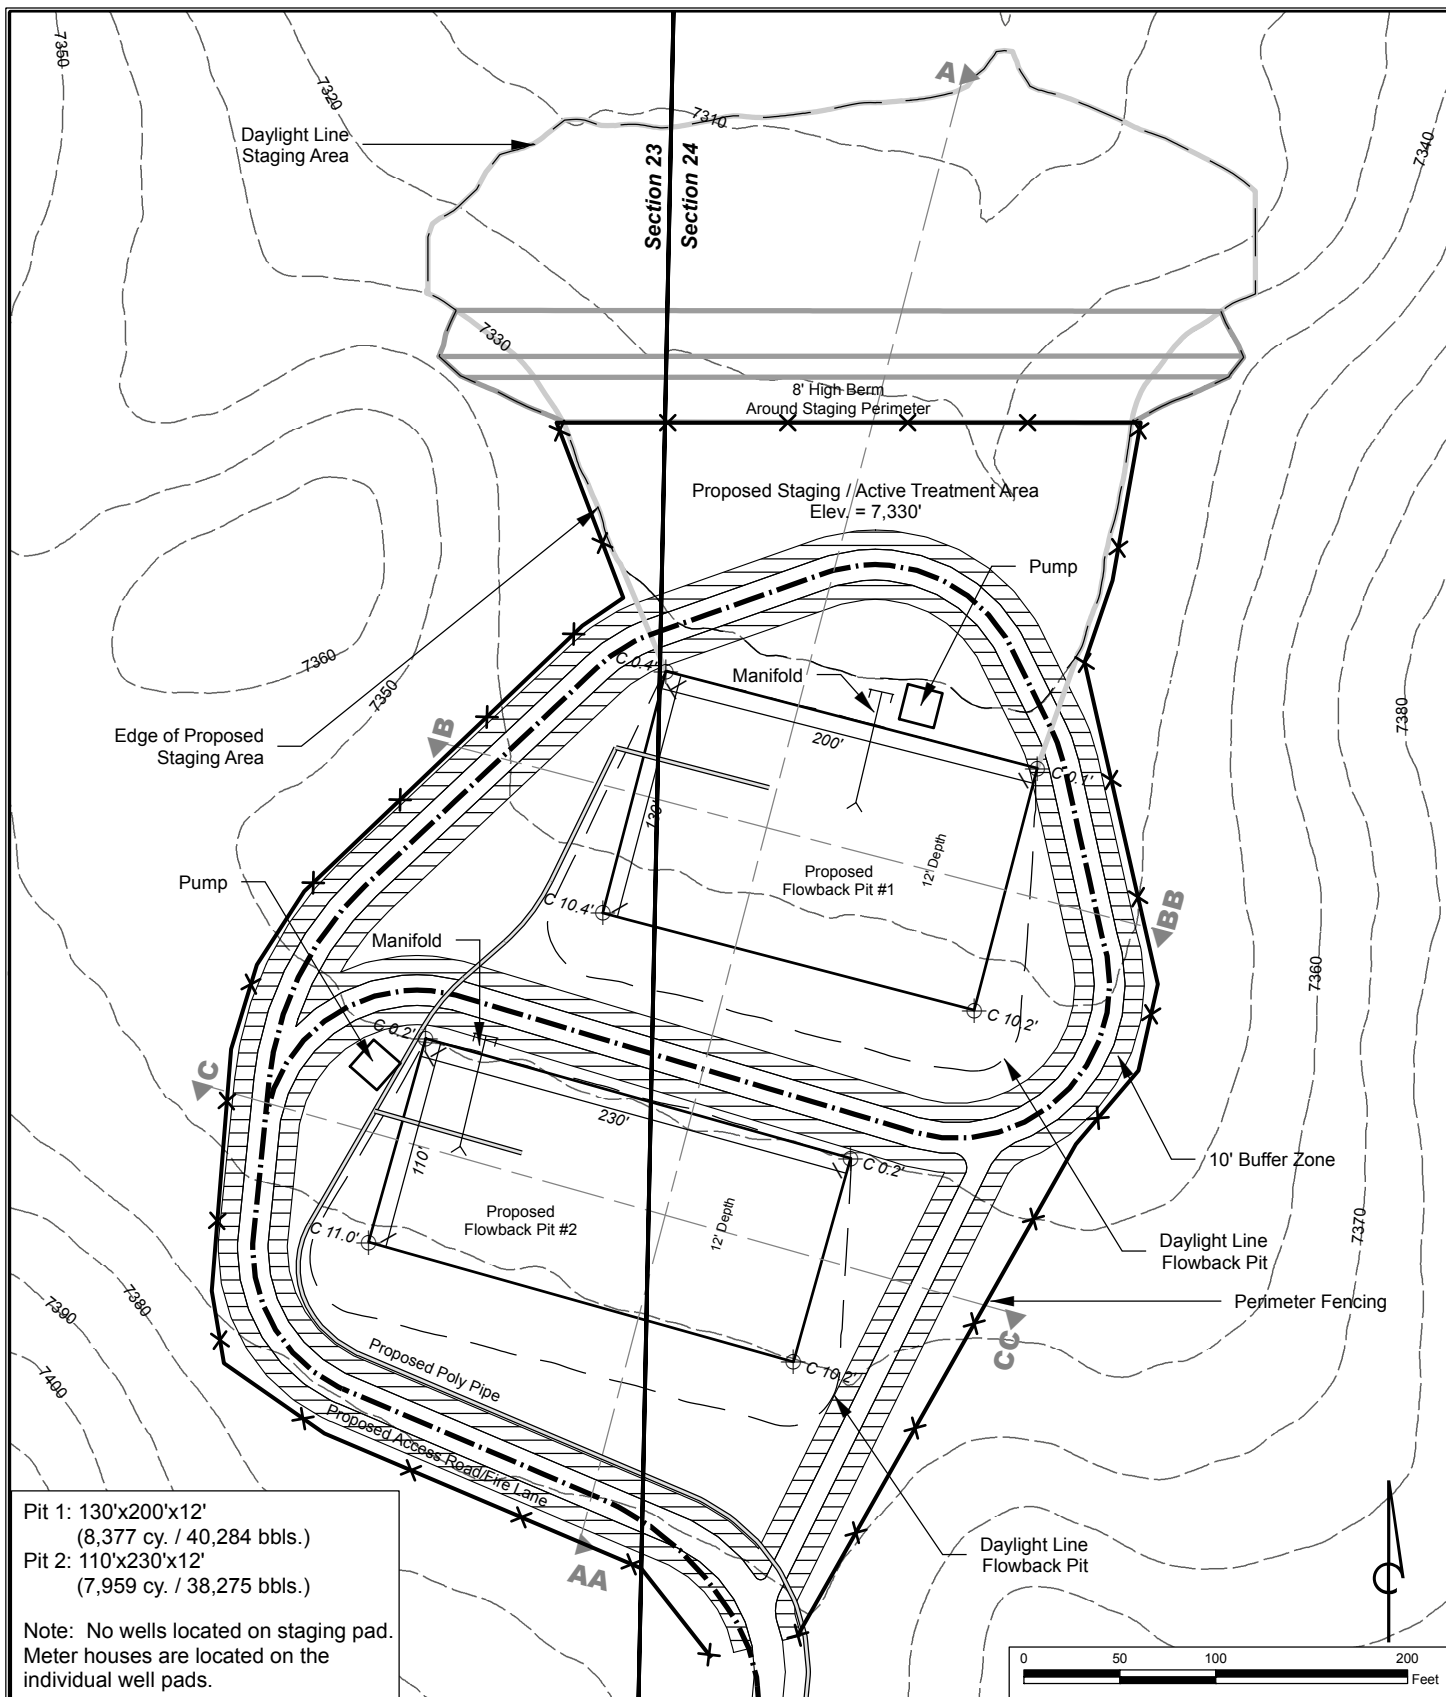 7350
7320
A
7310
Daylight Line
Staging Area
7340
Section 23
Section 24
7330
8' High Berm
Around Staging Perimeter
Proposed Staging / Active Treatment Area
Elev. = 7,330'
Pump
7360
C 0.4'
Manifold
7350
7380
B
Edge of Proposed
Staging Area
200'
C 0.1'
130'
12' Depth
Proposed
Flowback Pit #1
Pump
C 10.4'
BB
Manifold
7360
C 10.2'
C 0.2'
C
230'
110'
C 0.2'
10' Buffer Zone
Proposed
Flowback Pit #2
12' Depth
7370
C 11.0'
Daylight Line
Flowback Pit
7380
7390
Perimeter Fencing
CC
Proposed Poly Pipe
C 10.2'
7400
Proposed Access Road/Fire Lane
Pit 1: 130'x200'x12'
(8,377 cy. / 40,284 bbls.)
Pit 2: 110'x230'x12'
(7,959 cy. / 38,275 bbls.)
Note: No wells located on staging pad.
Meter houses are located on the
individual well pads.
AA
Daylight Line
Flowback Pit
0 50 100 200
Feet